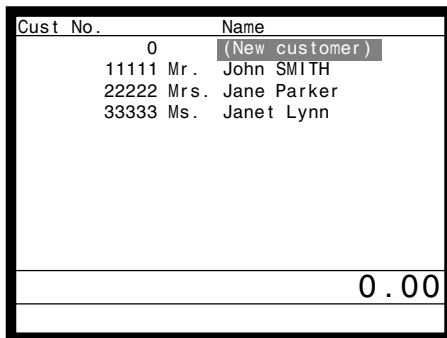 Cust No. Name
0 (New customer)
11111 Mr. John SMITH
22222 Mrs. Jane Parker
33333 Ms. Janet Lynn
0.00